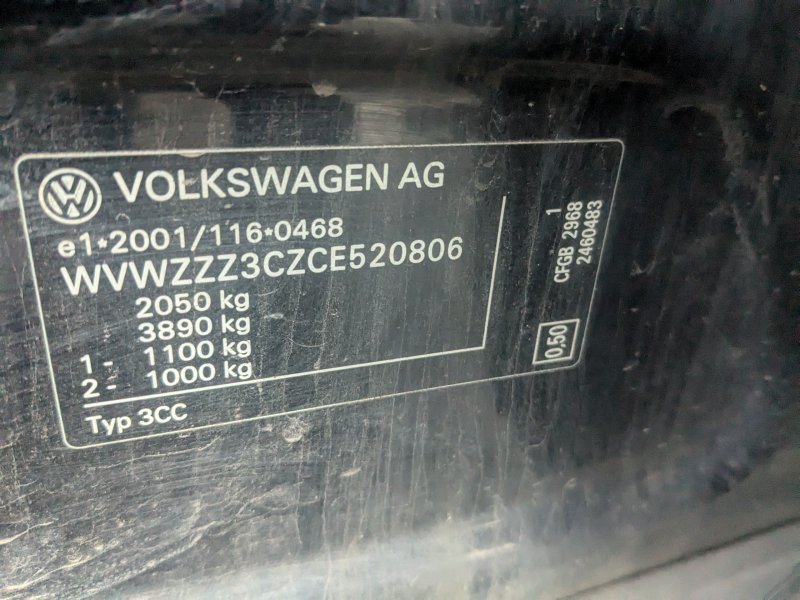 VOLKSWAGEN AG
e1*2001/116*0468
WVWZZZ3CZCE520806
2050 kg
3890 kg
1 - 1100 kg
2 - 1000 kg
Typ 3CC
1
CFGB 2968
2460483
0,50